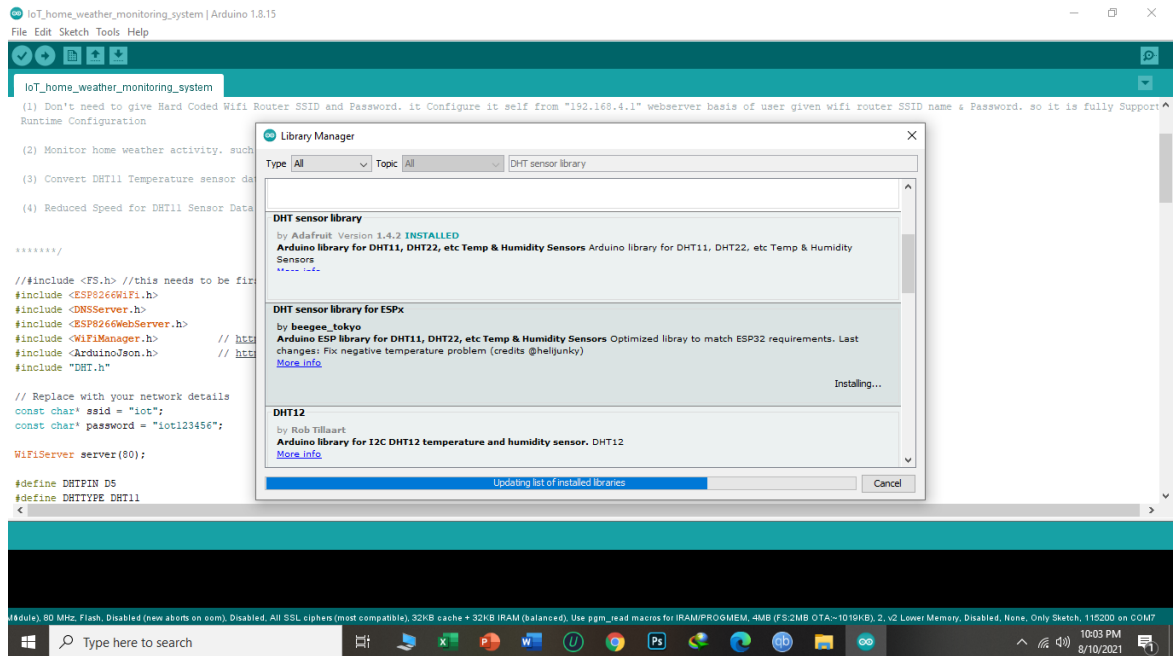 IoT_home_weather_monitoring_system | Arduino 1.8.15
File Edit Sketch Tools Help
IoT_home_weather_monitoring_system
(1) Don't need to give Hard Coded Wifi Router SSID and Password. it Configure it self from "192.168.4.1" webserver basis of user given wifi router SSID name & Password. so it is fully Support
Runtime Configuration
(2) Monitor home weather activity. such
(3) Convert DHT11 Temperature sensor da
(4) Reduced Speed for DHT11 Sensor Data
*******/
//#include <FS.h> //this needs to be fir
#include <ESP8266WiFi.h>
#include <DNSServer.h>
#include <ESP8266WebServer.h>
#include <WiFiManager.h> // htt
#include <ArduinoJson.h> // htt
#include "DHT.h"
// Replace with your network details
const char* ssid = "iot";
const char* password = "iot123456";
WiFiServer server(80);
#define DHTPIN D5
#define DHTTYPE DHT11
Library Manager
Type All Topic All DHT sensor library
DHT sensor library
by Adafruit Version 1.4.2 INSTALLED
Arduino library for DHT11, DHT22, etc Temp & Humidity Sensors Arduino library for DHT11, DHT22, etc Temp & Humidity
Sensors
More info
DHT sensor library for ESPx
by beegee_tokyo
Arduino ESP library for DHT11, DHT22, etc Temp & Humidity Sensors Optimized libray to match ESP32 requirements. Last
changes: Fix negative temperature problem (credits @helijunky)
More info
Installing...
DHT12
by Rob Tillaart
Arduino library for I2C DHT12 temperature and humidity sensor. DHT12
More info
Updating list of installed libraries
Cancel
Module), 80 MHz, Flash, Disabled (new aborts on oom), Disabled, All SSL ciphers (most compatible), 32KB cache + 32KB IRAM (balanced), Use pgm_read macros for IRAM/PROGMEM, 4MB (FS:2MB OTA:~1019KB), 2, v2 Lower Memory, Disabled, None, Only Sketch, 115200 on COM7
Type here to search
Ps
qb
10:03 PM
8/10/2021
1